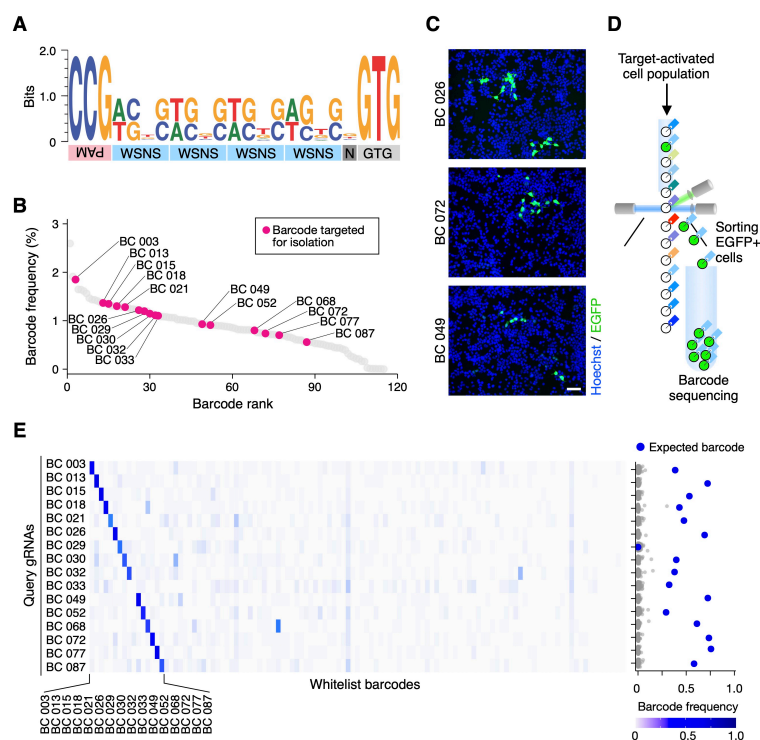 A
Bits
2.0
1.0
0
CCG
GTG
PAM
WSNS
WSNS
WSNS
WSNS
N
GTG
B
Barcode frequency (%)
3
2
1
0
Barcode targeted
for isolation
BC 003
BC 013
BC 015
BC 018
BC 021
BC 026
BC 029
BC 030
BC 032
BC 033
BC 049
BC 052
BC 068
BC 072
BC 077
BC 087
0
30
60
90
120
Barcode rank
C
BC 026
BC 072
BC 049
Hoechst / EGFP
D
Target-activated
cell population
Sorting
EGFP+
cells
Barcode
sequencing
E
Query gRNAs
BC 003
BC 013
BC 015
BC 018
BC 021
BC 026
BC 029
BC 030
BC 032
BC 033
BC 049
BC 052
BC 068
BC 072
BC 077
BC 087
Whitelist barcodes
BC 003
BC 013
BC 015
BC 018
BC 021
BC 026
BC 029
BC 030
BC 032
BC 033
BC 049
BC 052
BC 068
BC 072
BC 077
BC 087
Expected barcode
0
0.5
1.0
Barcode frequency
0
0.5
1.0